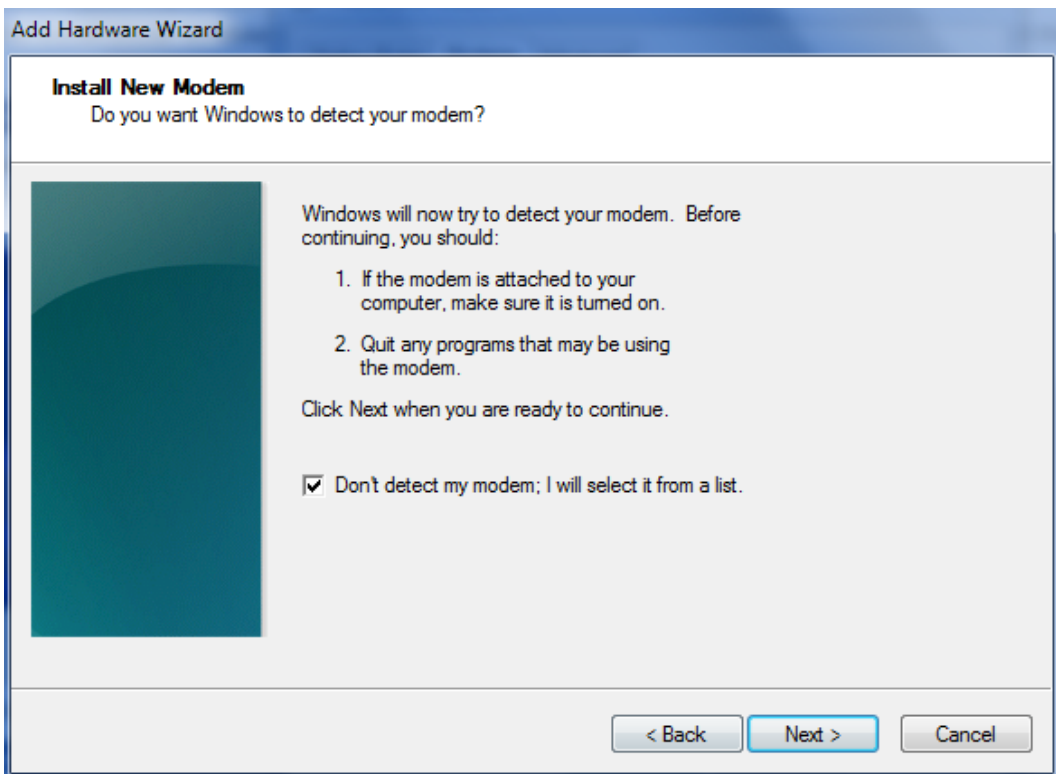 Add Hardware Wizard
Install New Modem
Do you want Windows to detect your modem?
Windows will now try to detect your modem.  Before
continuing, you should:
1. If the modem is attached to your
computer, make sure it is turned on.
2. Quit any programs that may be using
the modem.
Click Next when you are ready to continue.
Don't detect my modem; I will select it from a list.
< Back Next > Cancel